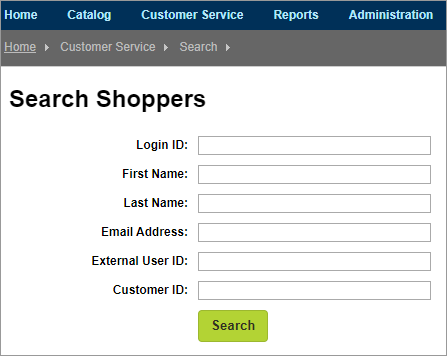 Home Catalog Customer Service Reports Administration
Home Customer Service Search
Search Shoppers
Login ID:
First Name:
Last Name:
Email Address:
External User ID:
Customer ID:
Search